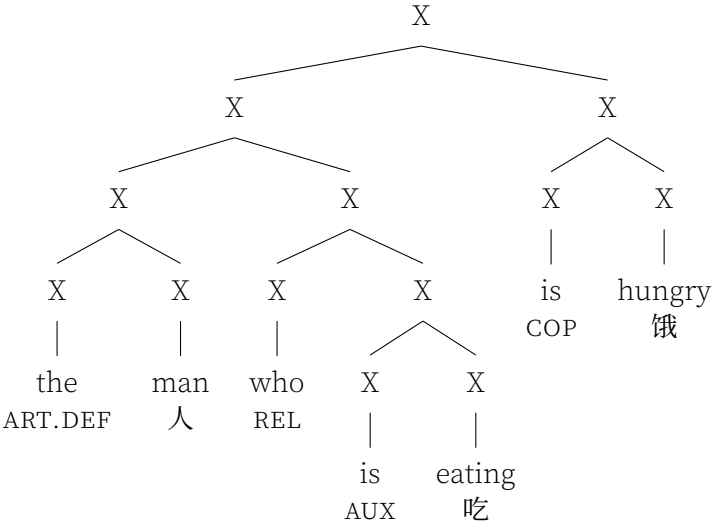 X
X X
X X X X
X X X X is hungry
COP 饿
the man who X X
ART.DEF 人 REL
is eating
AUX 吃